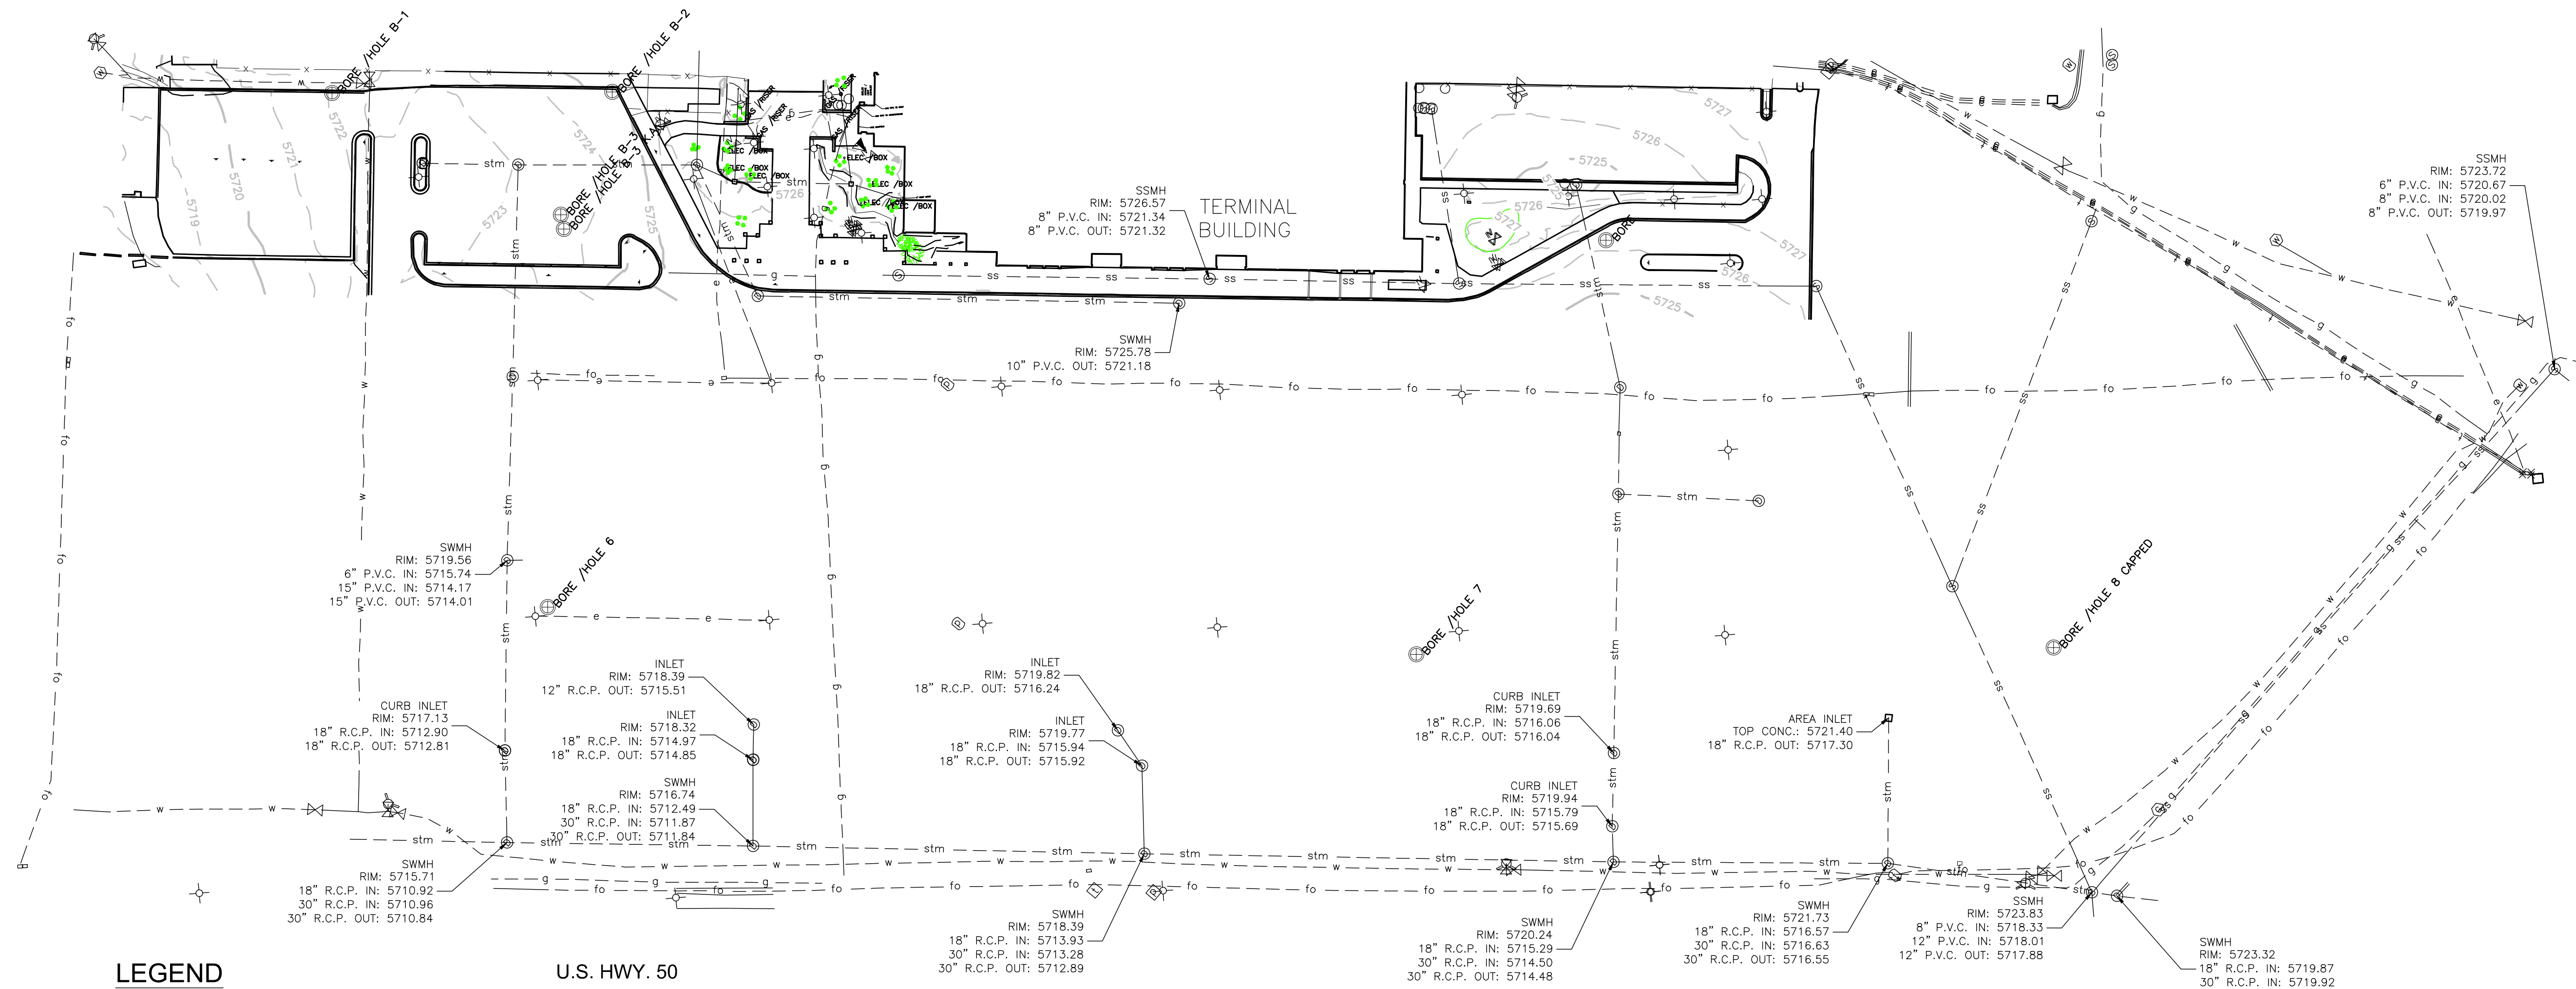 BORE /HOLE B-1
BORE /HOLE B-2
BORE /HOLE B-3
BORE /HOLE B-3
5722
5721
5720
5719
5724
5723
5725
5726
GAS /RISER
GAS /RISER
ELEC /BOX
ELEC /BOX
ELEC /BOX
ELEC /BOX
ELEC /BOX
ELEC /BOX
SSMH
RIM: 5726.57
8" P.V.C. IN: 5721.34
8" P.V.C. OUT: 5721.32
TERMINAL
BUILDING
5727
5726
5725
5725
5726
5727
5727
5726
5725
BORE
SSMH
RIM: 5723.72
6" P.V.C. IN: 5720.67
8" P.V.C. IN: 5720.02
8" P.V.C. OUT: 5719.97
SWMH
RIM: 5725.78
10" P.V.C. OUT: 5721.18
SWMH
RIM: 5719.56
6" P.V.C. IN: 5715.74
15" P.V.C. IN: 5714.17
15" P.V.C. OUT: 5714.01
BORE /HOLE 6
BORE /HOLE 7
BORE /HOLE 8 CAPPED
CURB INLET
RIM: 5717.13
18" R.C.P. IN: 5712.90
18" R.C.P. OUT: 5712.81
INLET
RIM: 5718.39
12" R.C.P. OUT: 5715.51
INLET
RIM: 5718.32
18" R.C.P. IN: 5714.97
18" R.C.P. OUT: 5714.85
SWMH
RIM: 5716.74
18" R.C.P. IN: 5712.49
30" R.C.P. IN: 5711.87
30" R.C.P. OUT: 5711.84
INLET
RIM: 5719.82
18" R.C.P. OUT: 5716.24
INLET
RIM: 5719.77
18" R.C.P. IN: 5715.94
18" R.C.P. OUT: 5715.92
CURB INLET
RIM: 5719.69
18" R.C.P. IN: 5716.06
18" R.C.P. OUT: 5716.04
CURB INLET
RIM: 5719.94
18" R.C.P. IN: 5715.79
18" R.C.P. OUT: 5715.69
AREA INLET
TOP CONC.: 5721.40
18" R.C.P. OUT: 5717.30
SWMH
RIM: 5715.71
18" R.C.P. IN: 5710.92
30" R.C.P. IN: 5710.96
30" R.C.P. OUT: 5710.84
SWMH
RIM: 5718.39
18" R.C.P. IN: 5713.93
30" R.C.P. IN: 5713.28
30" R.C.P. OUT: 5712.89
SWMH
RIM: 5720.24
18" R.C.P. IN: 5715.29
30" R.C.P. IN: 5714.50
30" R.C.P. OUT: 5714.48
SWMH
RIM: 5721.73
18" R.C.P. IN: 5716.57
30" R.C.P. IN: 5716.63
30" R.C.P. OUT: 5716.55
SSMH
RIM: 5723.83
8" P.V.C. IN: 5718.33
12" P.V.C. IN: 5718.01
12" P.V.C. OUT: 5717.88
SWMH
RIM: 5723.32
18" R.C.P. IN: 5719.87
30" R.C.P. IN: 5719.92
LEGEND
U.S. HWY. 50